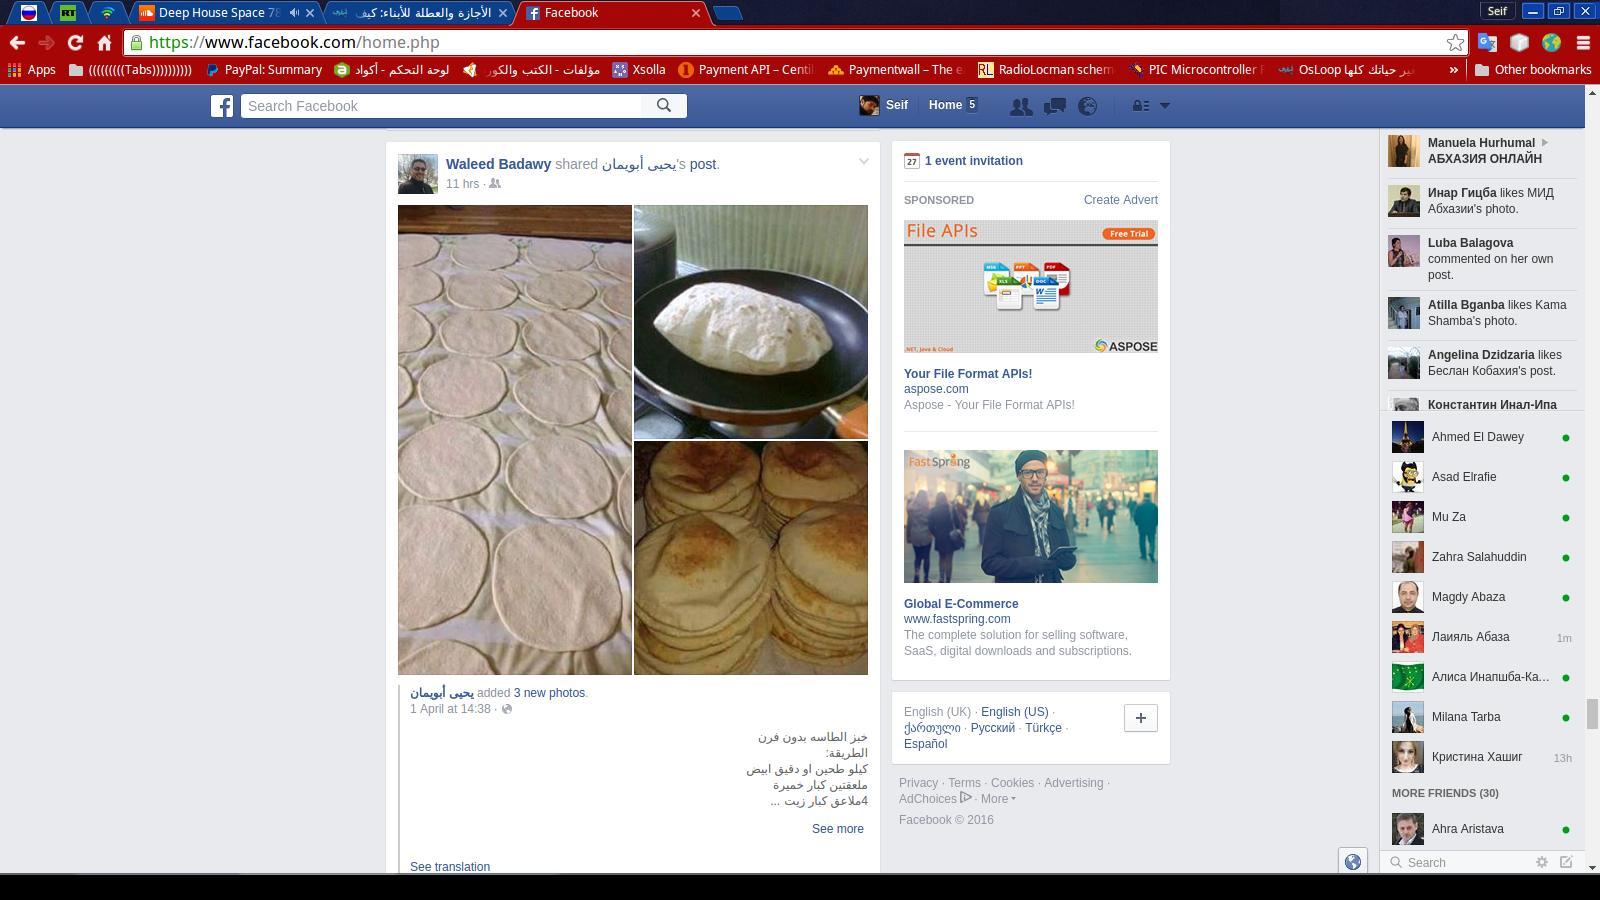 Deep House Space 78
الأجازة والعطلة للأبناء: كيف
Facebook
Seif
https://www.facebook.com/home.php
Apps
(((((((((Tabs))))))))))
PayPal: Summary
لوحة التحكم - أكواد
مؤلفات - الكتب والكور
Xsolla
Payment API – Centil
Paymentwall – The e
RadioLocman schem
PIC Microcontroller F
OsLoop غير حياتك كلها
»
Other bookmarks
Search Facebook
Seif
Home 5
Waleed Badawy shared يحيى أبويمان's post.
11 hrs ·
يحيى أبويمان added 3 new photos.
1 April at 14:38 ·
خبز الطاسه بدون فرن
الطريقة:
كيلو طحين او دقيق ابيض
ملعقتين كبار خميرة
4ملاعق كبار زيت ...
See more
See translation
27 1 event invitation
SPONSORED
Create Advert
File APIs
Free Trial
.NET, Java & Cloud
ASPOSE
Your File Format APIs!
aspose.com
Aspose - Your File Format APIs!
FastSpring
Global E-Commerce
www.fastspring.com
The complete solution for selling software,
SaaS, digital downloads and subscriptions.
English (UK) · English (US) ·
ქართული · Русский · Türkçe ·
Español
Privacy · Terms · Cookies · Advertising ·
AdChoices · More
Facebook © 2016
Manuela Hurhumal
АБХАЗИЯ ОНЛАЙН
Инар Гицба likes МИД
Абхазии's photo.
Luba Balagova
commented on her own
post.
Atilla Bganba likes Kama
Shamba's photo.
Angelina Dzidzaria likes
Беслан Кобахия's post.
Константин Инал-Ипа
Ahmed El Dawey
Asad Elrafie
Mu Za
Zahra Salahuddin
Magdy Abaza
Лаияль Абаза 1m
Алиса Инапшба-Ка...
Milana Tarba
Кристина Хашиг 13h
MORE FRIENDS (30)
Ahra Aristava
Search